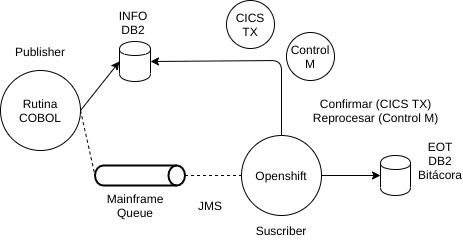 INFO
DB2
CICS
TX
Publisher
Control
M
Rutina
COBOL
Confirmar (CICS TX)
Reprocesar (Control M)
EOT
DB2
Bitácora
Openshift
Mainframe
Queue
JMS
Suscriber